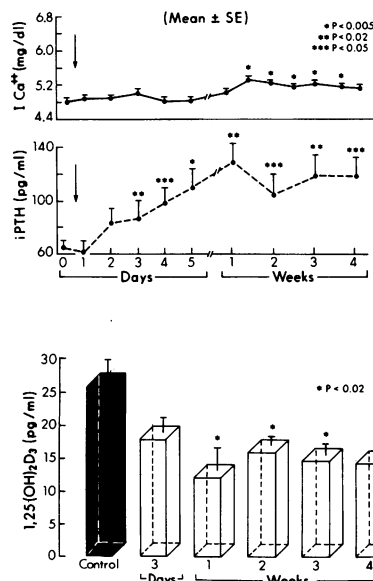 (Mean ± SE)
* P<0.005
** P<0.02
*** P<0.05
I Ca++(mg/dl)
6.8
6.0
5.2
4.4
* * * * *
iPTH (pg/ml)
140
100
60
** *** * ** *** ** ***
0 1 2 3 4 5 1 2 3 4
Days Weeks
1,25(OH)2D3 (pg/ml)
30
25
20
15
10
5
0
* P<0.02
* * *
Control 3 1 2 3 4
Days Weeks